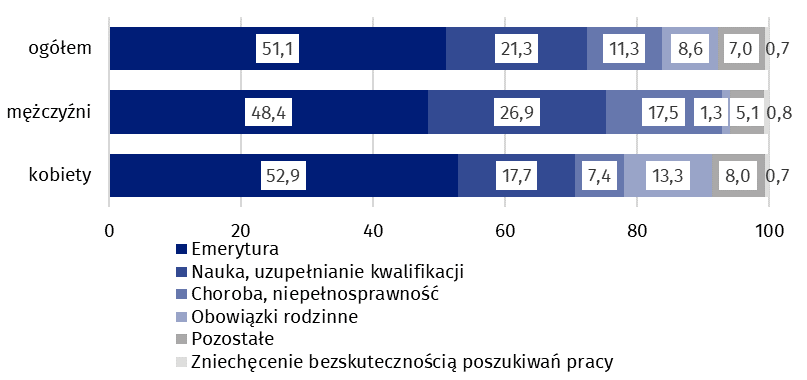 ogółem 51,1 21,3 11,3 8,6 7,0 0,7
mężczyźni 48,4 26,9 17,5 1,3 5,1 0,8
kobiety 52,9 17,7 7,4 13,3 8,0 0,7
0 20 40 60 80 100
Emerytura
Nauka, uzupełnianie kwalifikacji
Choroba, niepełnosprawność
Obowiązki rodzinne
Pozostałe
Zniechęcenie bezskutecznością poszukiwań pracy